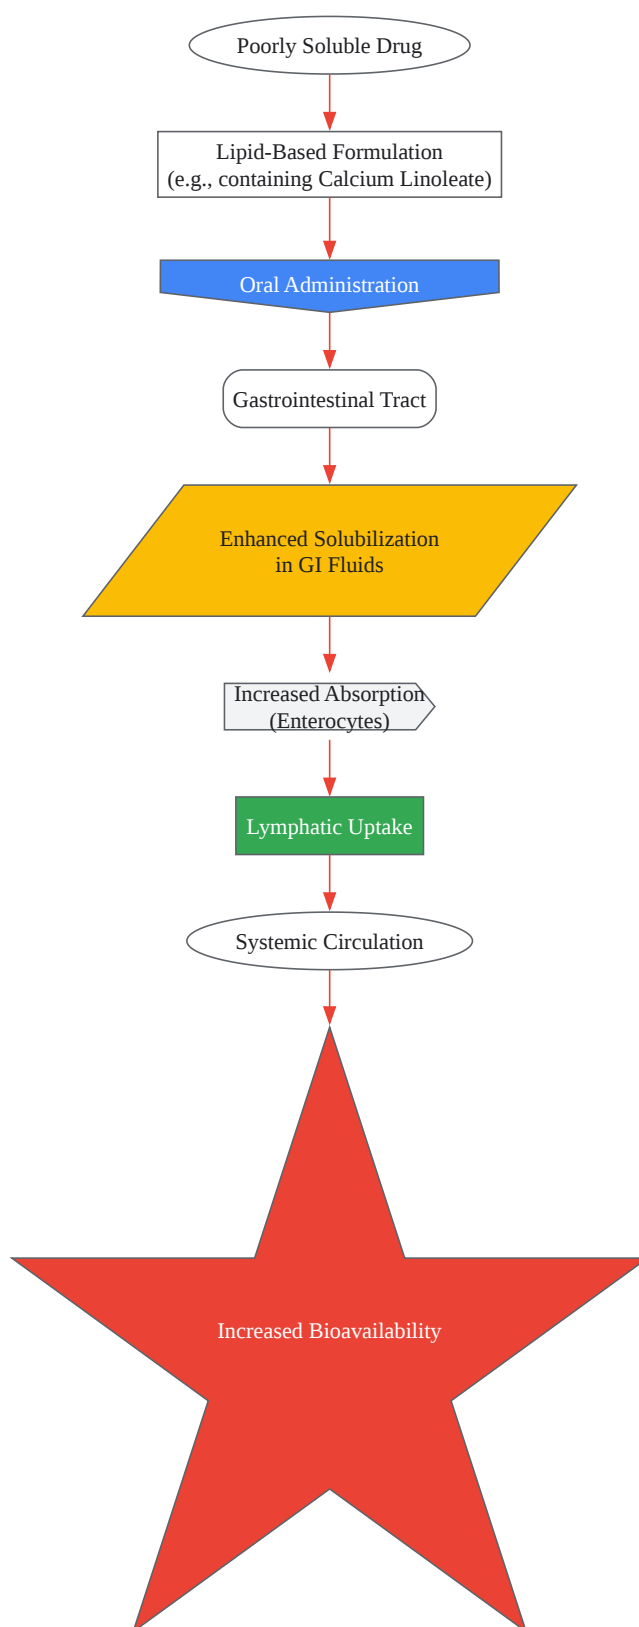 Poorly Soluble Drug
Lipid-Based Formulation
(e.g., containing Calcium Linoleate)
Oral Administration
Gastrointestinal Tract
Enhanced Solubilization
in GI Fluids
Increased Absorption
(Enterocytes)
Lymphatic Uptake
Systemic Circulation
Increased Bioavailability